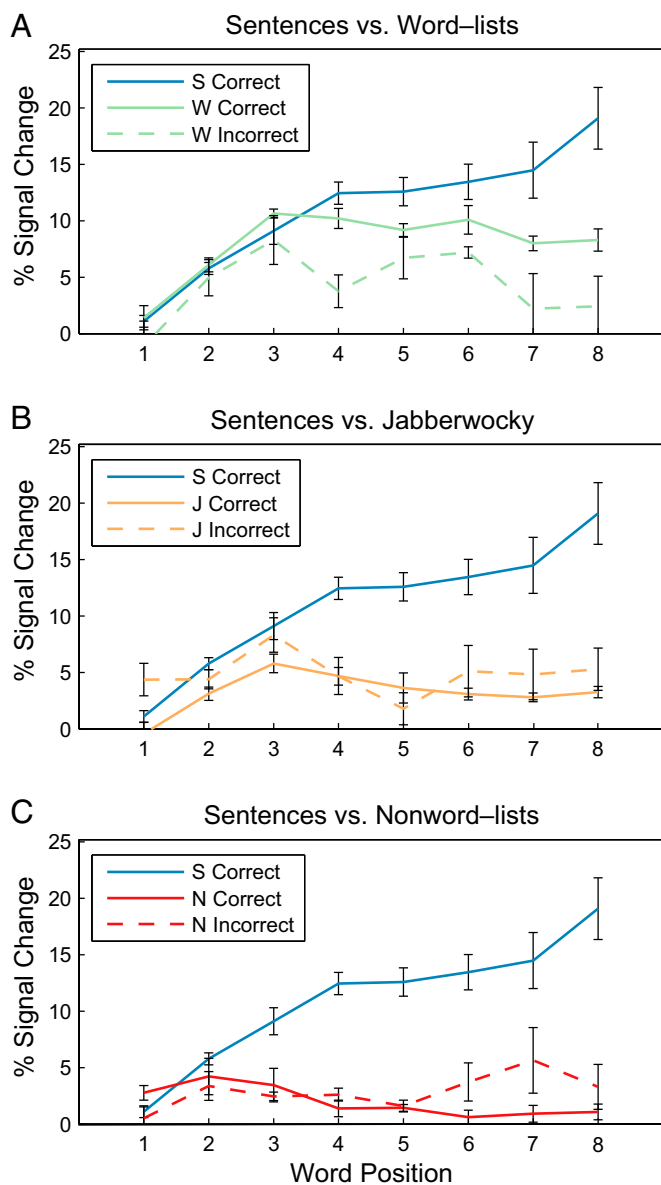 A
Sentences vs. Word–lists
25
20
15
10
5
0
% Signal Change
S Correct
W Correct
W Incorrect
1 2 3 4 5 6 7 8
B
Sentences vs. Jabberwocky
25
20
15
10
5
0
% Signal Change
S Correct
J Correct
J Incorrect
1 2 3 4 5 6 7 8
C
Sentences vs. Nonword–lists
25
20
15
10
5
0
% Signal Change
S Correct
N Correct
N Incorrect
1 2 3 4 5 6 7 8
Word Position